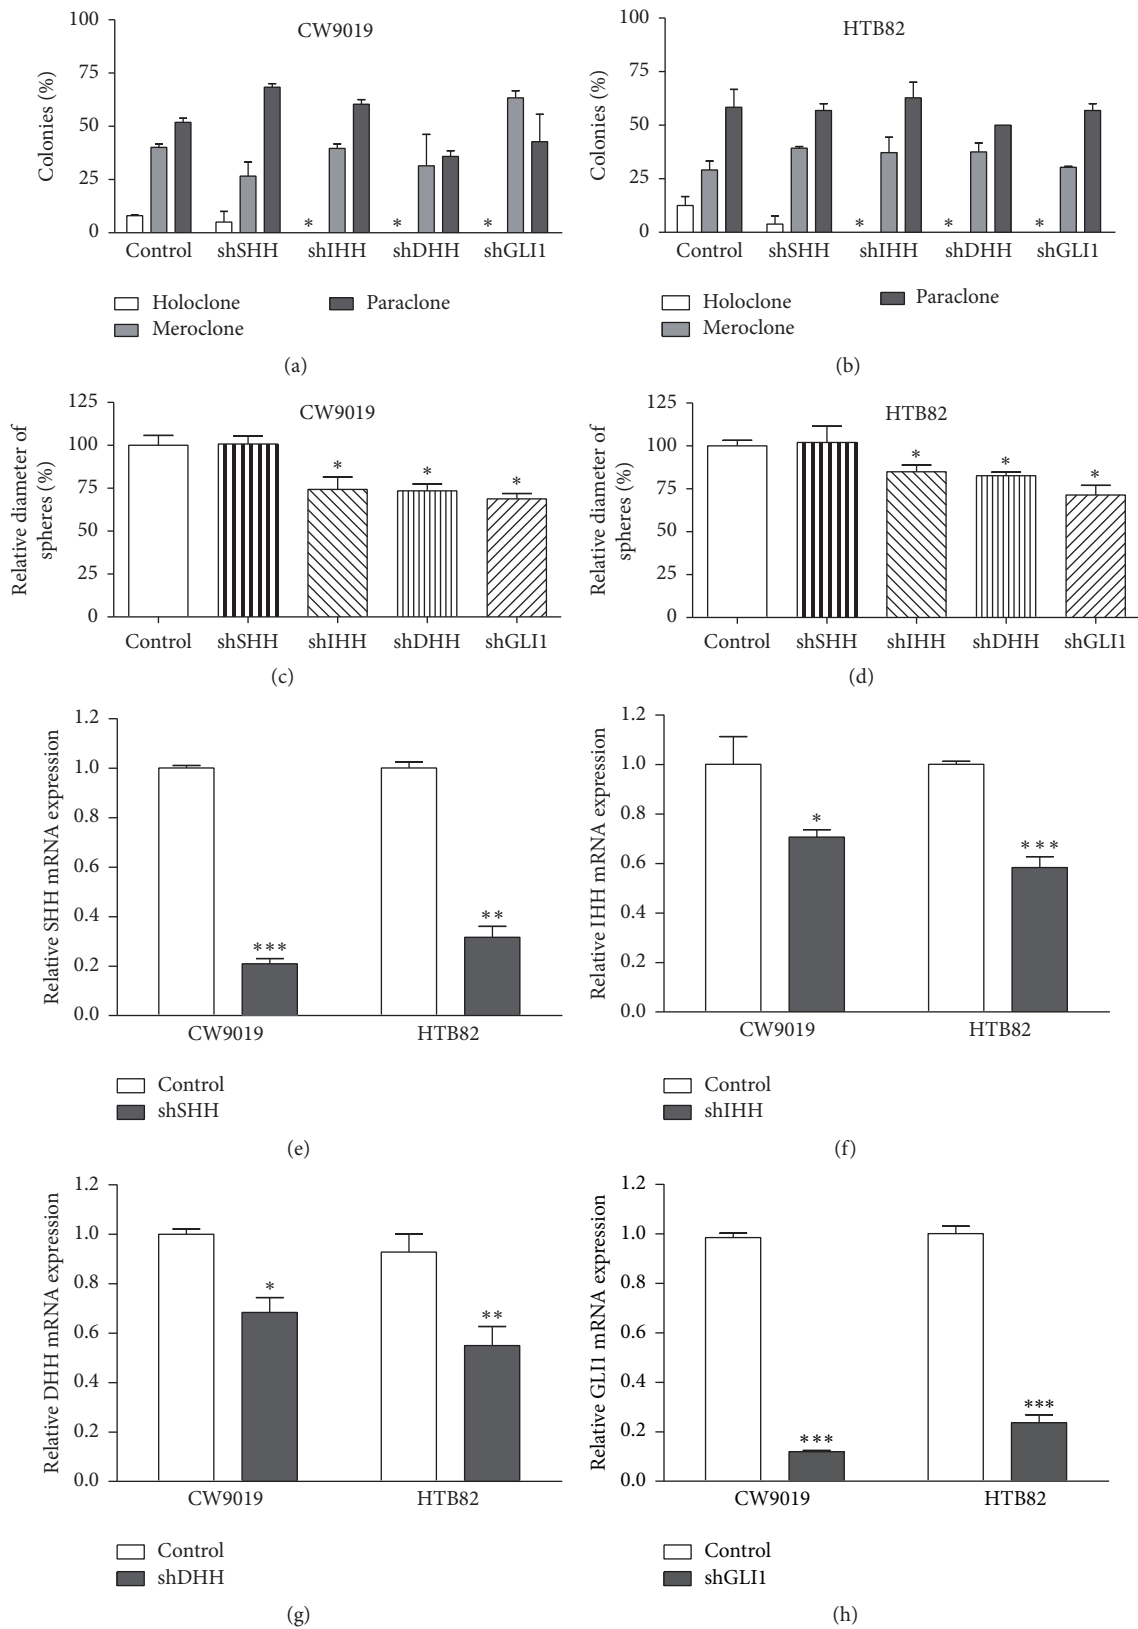 CW9019
Colonies (%)
100
75
50
25
0
* * *
Control shSHH shIHH shDHH shGLI1
Holoclone
Meroclone
Paraclone
(a)
HTB82
Colonies (%)
100
75
50
25
0
* * *
Control shSHH shIHH shDHH shGLI1
Holoclone
Meroclone
Paraclone
(b)
CW9019
Relative diameter of
spheres (%)
125
100
75
50
25
0
* * *
Control shSHH shIHH shDHH shGLI1
(c)
HTB82
Relative diameter of
spheres (%)
125
100
75
50
25
0
* * *
Control shSHH shIHH shDHH shGLI1
(d)
Relative SHH mRNA expression
1.2
1.0
0.8
0.6
0.4
0.2
0.0
*** **
CW9019 HTB82
Control
shSHH
(e)
Relative IHH mRNA expression
1.2
1.0
0.8
0.6
0.4
0.2
0.0
* ***
CW9019 HTB82
Control
shIHH
(f)
Relative DHH mRNA expression
1.2
1.0
0.8
0.6
0.4
0.2
0.0
* **
CW9019 HTB82
Control
shDHH
(g)
Relative GLI1 mRNA expression
1.2
1.0
0.8
0.6
0.4
0.2
0.0
*** ***
CW9019 HTB82
Control
shGLI1
(h)